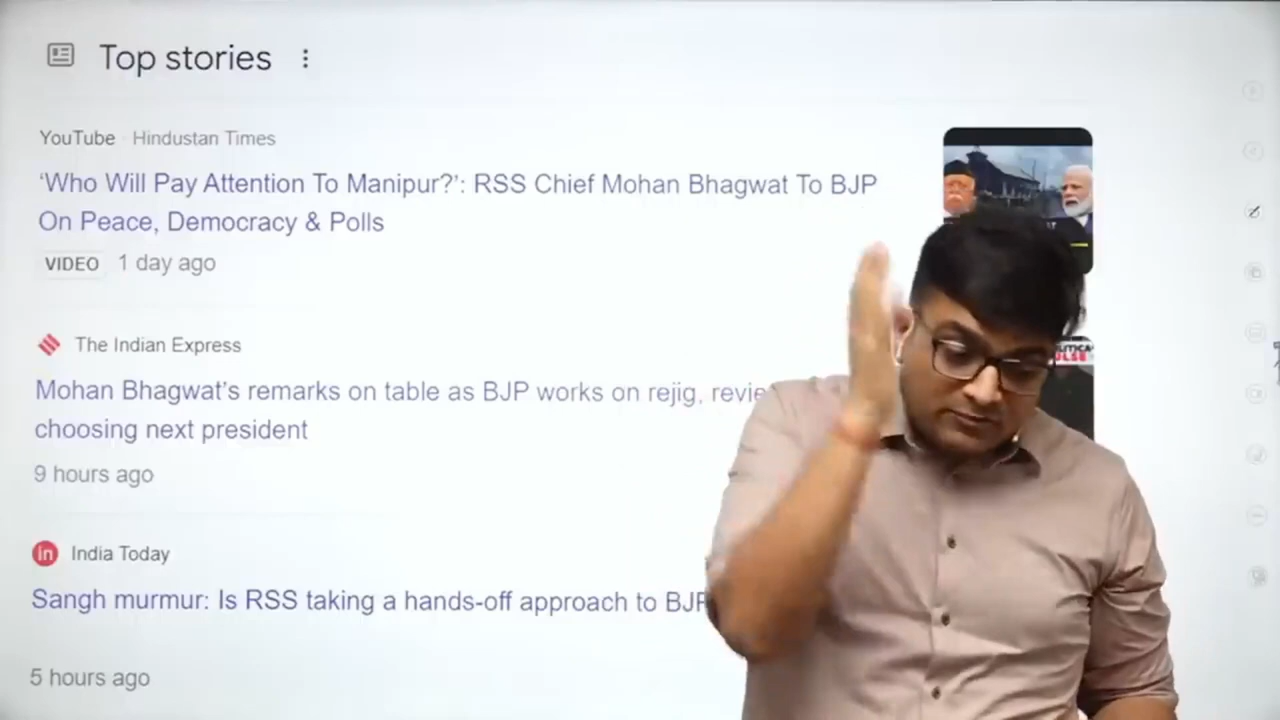 Top stories
YouTube · Hindustan Times
‘Who Will Pay Attention To Manipur?’: RSS Chief Mohan Bhagwat To BJP
On Peace, Democracy & Polls
VIDEO 1 day ago
The Indian Express
Mohan Bhagwat’s remarks on table as BJP works on rejig,
choosing next president
9 hours ago
in India Today
Sangh murmur: Is RSS taking a hands-off approach to
5 hours ago